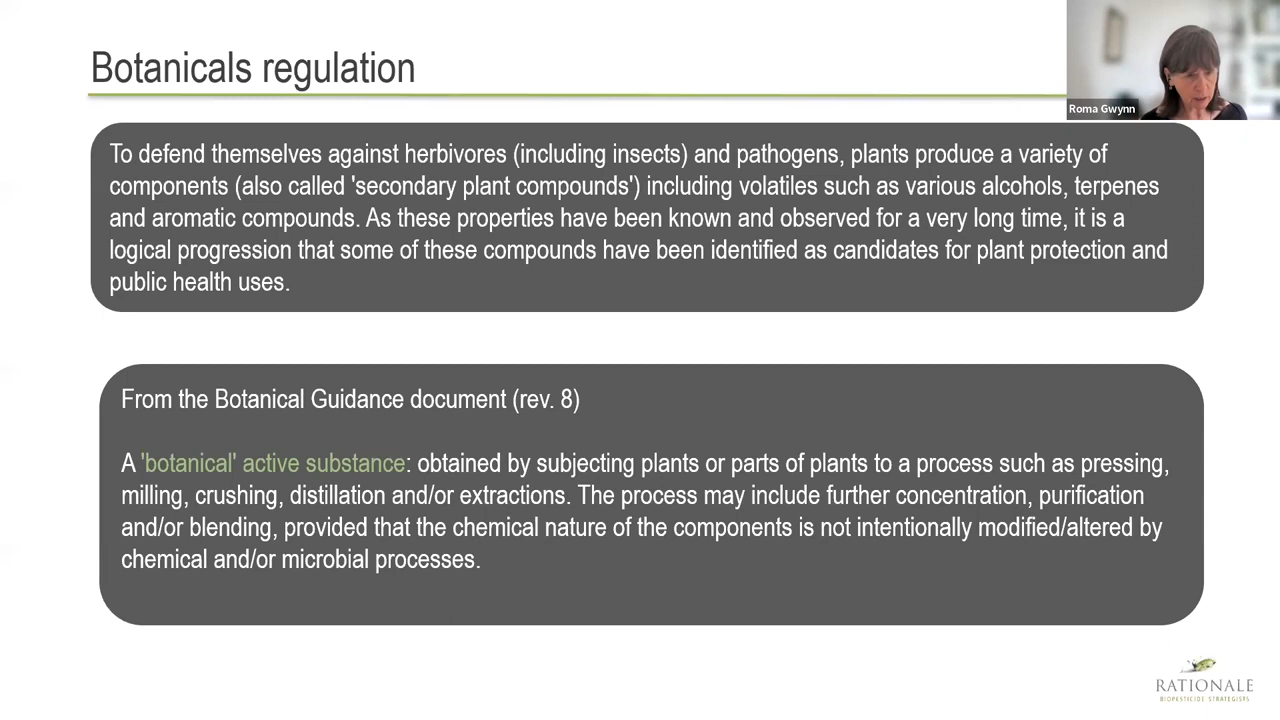 Botanicals regulation
Roma Gwynn
To defend themselves against herbivores (including insects) and pathogens, plants produce a variety of
components (also called 'secondary plant compounds') including volatiles such as various alcohols, terpenes
and aromatic compounds. As these properties have been known and observed for a very long time, it is a
logical progression that some of these compounds have been identified as candidates for plant protection and
public health uses.
From the Botanical Guidance document (rev. 8)
A 'botanical' active substance: obtained by subjecting plants or parts of plants to a process such as pressing,
milling, crushing, distillation and/or extractions. The process may include further concentration, purification
and/or blending, provided that the chemical nature of the components is not intentionally modified/altered by
chemical and/or microbial processes.
RATIONALE
BIOPESTICIDE STRATEGISTS